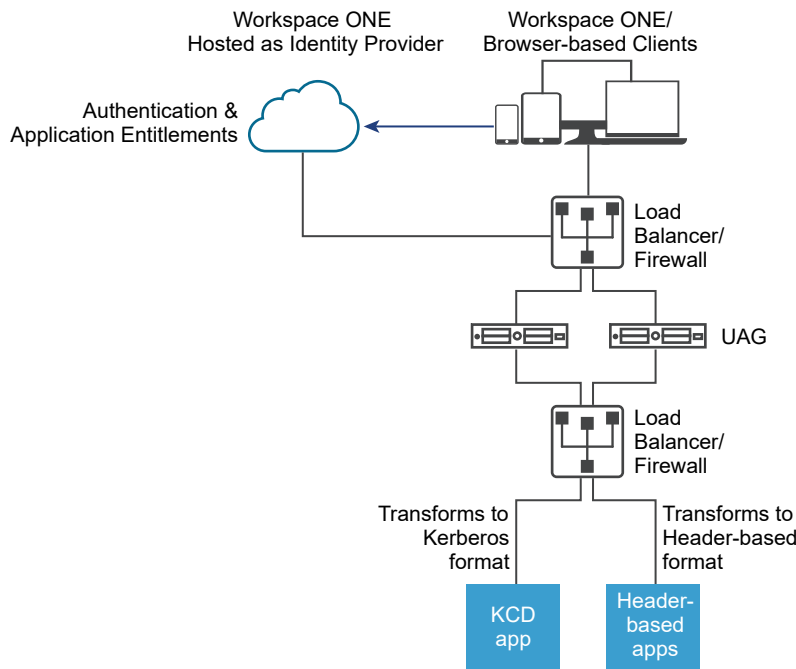 Workspace ONE
Hosted as Identity Provider
Workspace ONE/
Browser-based Clients
Authentication &
Application Entitlements
Load
Balancer/
Firewall
UAG
Load
Balancer/
Firewall
Transforms to
Kerberos
format
Transforms to
Header-based
format
KCD
app
Header-
based
apps